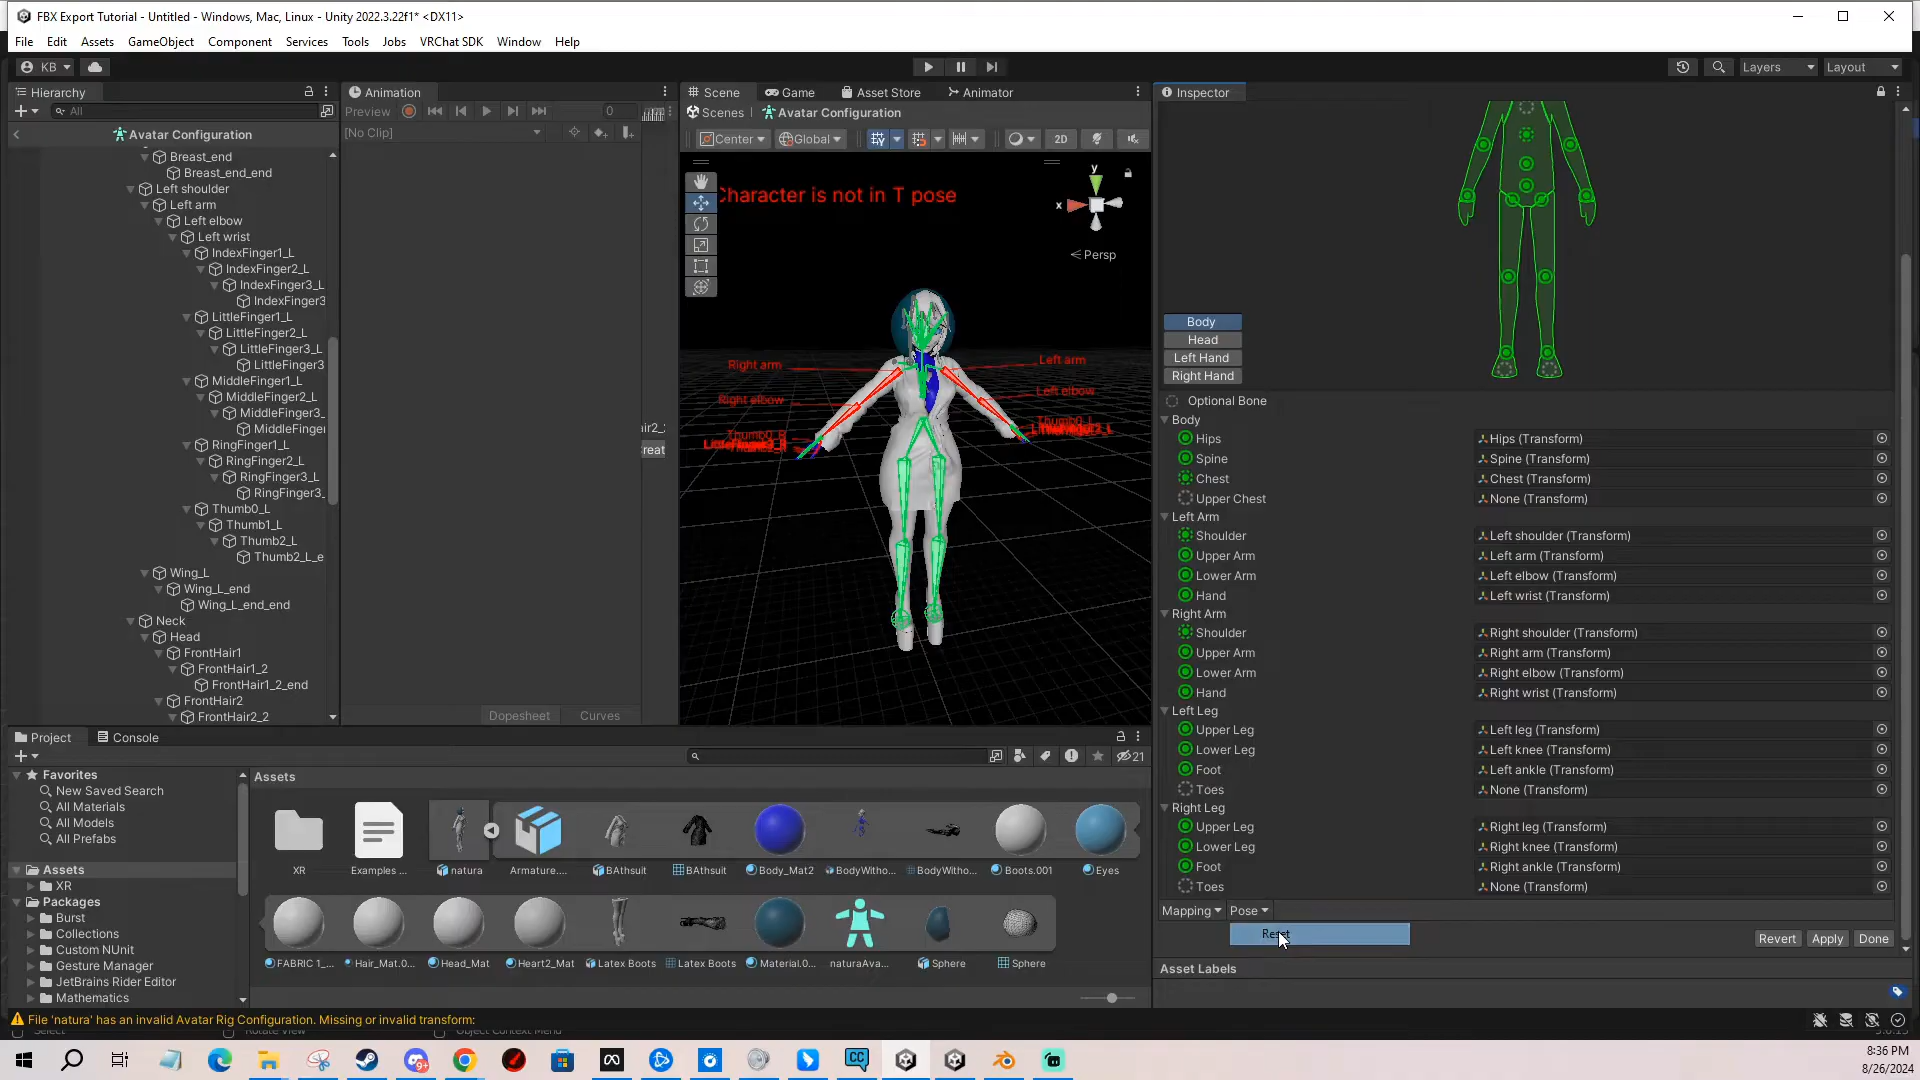 FBX Export Tutorial - Untitled - Windows, Mac, Linux - Unity 2022.3.22f1* <DX11>
File Edit Assets GameObject Component Services Tools Jobs VRChat SDK Window Help
KB Layers Layout
Hierarchy
All
Avatar Configuration
Breast_end
Breast_end_end
Left shoulder
Left arm
Left elbow
Left wrist
IndexFinger1_L
IndexFinger2_L
IndexFinger3_L
IndexFinger3
LittleFinger1_L
LittleFinger2_L
LittleFinger3_L
LittleFinger3
MiddleFinger1_L
MiddleFinger2_L
MiddleFinger3_
MiddleFinger
RingFinger1_L
RingFinger2_L
RingFinger3_L
RingFinger3_
Thumb0_L
Thumb1_L
Thumb2_L
Thumb2_L_e
Wing_L
Wing_L_end
Wing_L_end_end
Neck
Head
FrontHair1
FrontHair1_2
FrontHair1_2_end
FrontHair2
FrontHair2_2
Animation
Preview 0
[No Clip]
ir2_
reat
Dopesheet Curves
Scene Game Asset Store Animator
Scenes Avatar Configuration
Center Global 2D
Character is not in T pose
y
x
Persp
Right arm
Left arm
Right elbow
Left elbow
Thumb0_R
Thumb0_L
Inspector
Body
Head
Left Hand
Right Hand
Optional Bone
Body
Hips Hips (Transform)
Spine Spine (Transform)
Chest Chest (Transform)
Upper Chest None (Transform)
Left Arm
Shoulder Left shoulder (Transform)
Upper Arm Left arm (Transform)
Lower Arm Left elbow (Transform)
Hand Left wrist (Transform)
Right Arm
Shoulder Right shoulder (Transform)
Upper Arm Right arm (Transform)
Lower Arm Right elbow (Transform)
Hand Right wrist (Transform)
Left Leg
Upper Leg Left leg (Transform)
Lower Leg Left knee (Transform)
Foot Left ankle (Transform)
Toes None (Transform)
Right Leg
Upper Leg Right leg (Transform)
Lower Leg Right knee (Transform)
Foot Right ankle (Transform)
Toes None (Transform)
Mapping Pose
Reset
Revert Apply Done
Asset Labels
Project Console
21
Favorites
New Saved Search
All Materials
All Models
All Prefabs
Assets
XR
Packages
Burst
Collections
Custom NUnit
Gesture Manager
JetBrains Rider Editor
Mathematics
Assets
XR Examples ... natura Armature.... BAthsuit BAthsuit Body_Mat2 BodyWitho... BodyWitho... Boots.001 Eyes
FABRIC 1_... Hair_Mat.0... Head_Mat Heart2_Mat Latex Boots Latex Boots Material.0... naturaAva... Sphere Sphere
File 'natura' has an invalid Avatar Rig Configuration. Missing or invalid transform:
Select Rotate View Object Context Menu
8:36 PM
8/26/2024